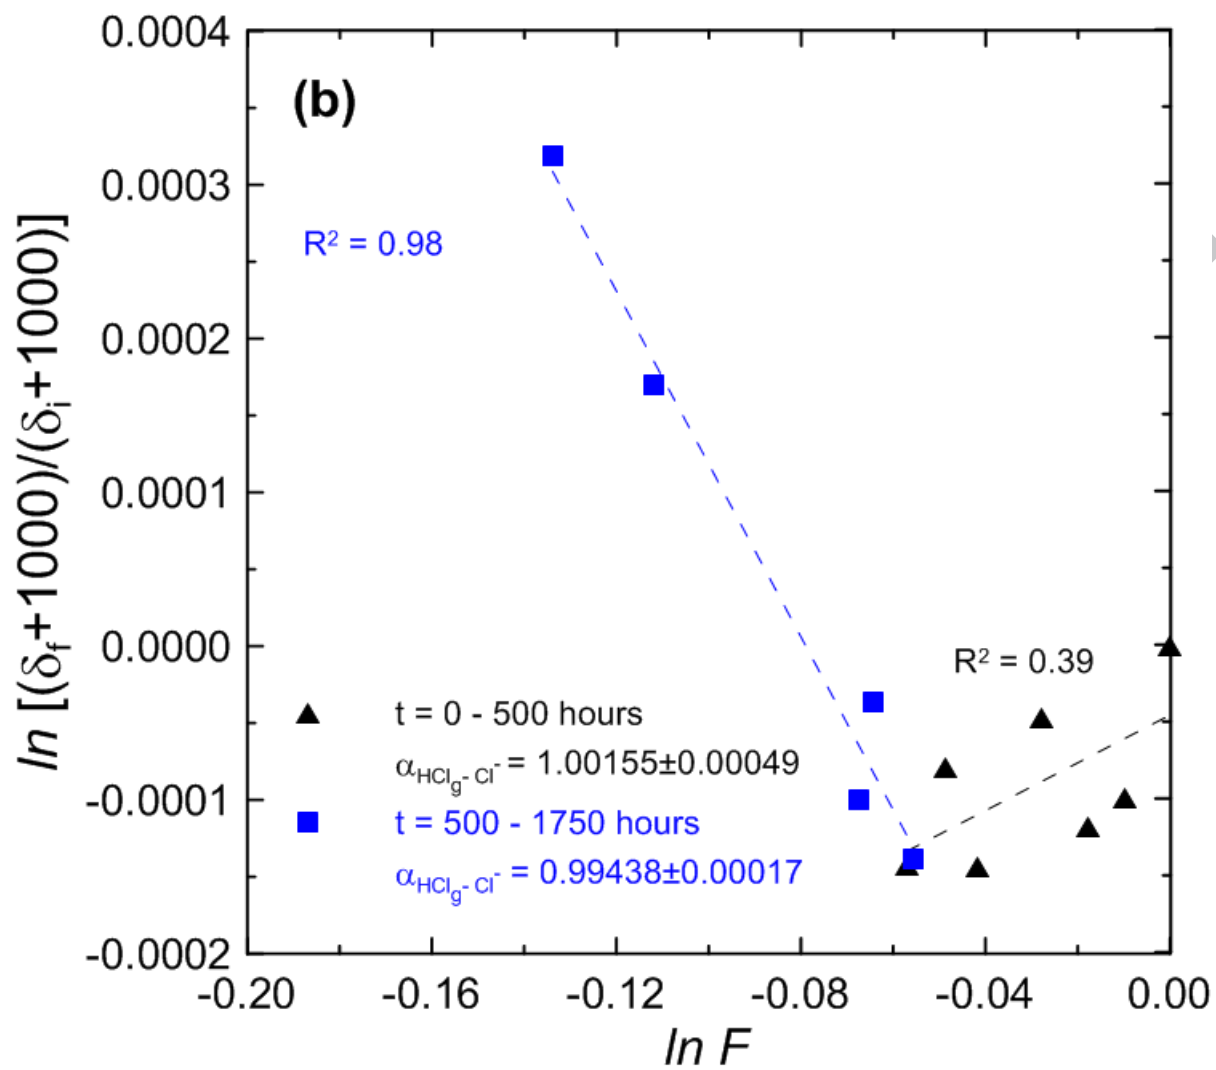 0.0004
(b)
0.0003
R² = 0.98
0.0002
0.0001
ln [(δf+1000)/(δi+1000)]
0.0000
R² = 0.39
t = 0 - 500 hours
αHClg- Cl- = 1.00155±0.00049
-0.0001
t = 500 - 1750 hours
αHClg- Cl- = 0.99438±0.00017
-0.0002
-0.20 -0.16 -0.12 -0.08 -0.04 0.00
ln F